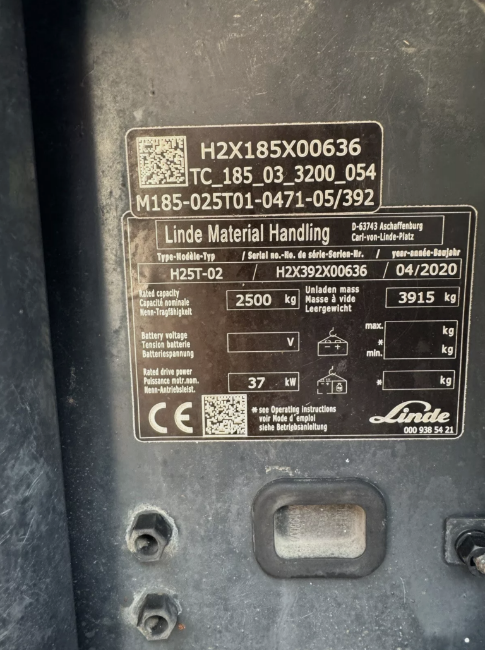 H2X185X00636
TC_185_03_3200_054
M185-025T01-0471-05/392
Linde Material Handling
D-63743 Aschaffenburg
Carl-von-Linde-Platz
Type-Modèle-Typ / Serial no.-No. de série-Serien-Nr. / year-année-Baujahr
H25T-02 / H2X392X00636 / 04/2020
Rated capacity
Capacité nominale
Nenn-Tragfähigkeit
2500 kg
Unladen mass
Masse à vide
Leergewicht
3915 kg
Battery voltage
Tension batterie
Batteriespannung
V
max. kg
*
min. kg
Rated drive power
Puissance motr.nom.
Nenn-Antriebsleist.
37 kW
* kg
CE
* see Operating instructions
voir Mode d´emploi
siehe Betriebsanleitung
Linde
000 938 54 21